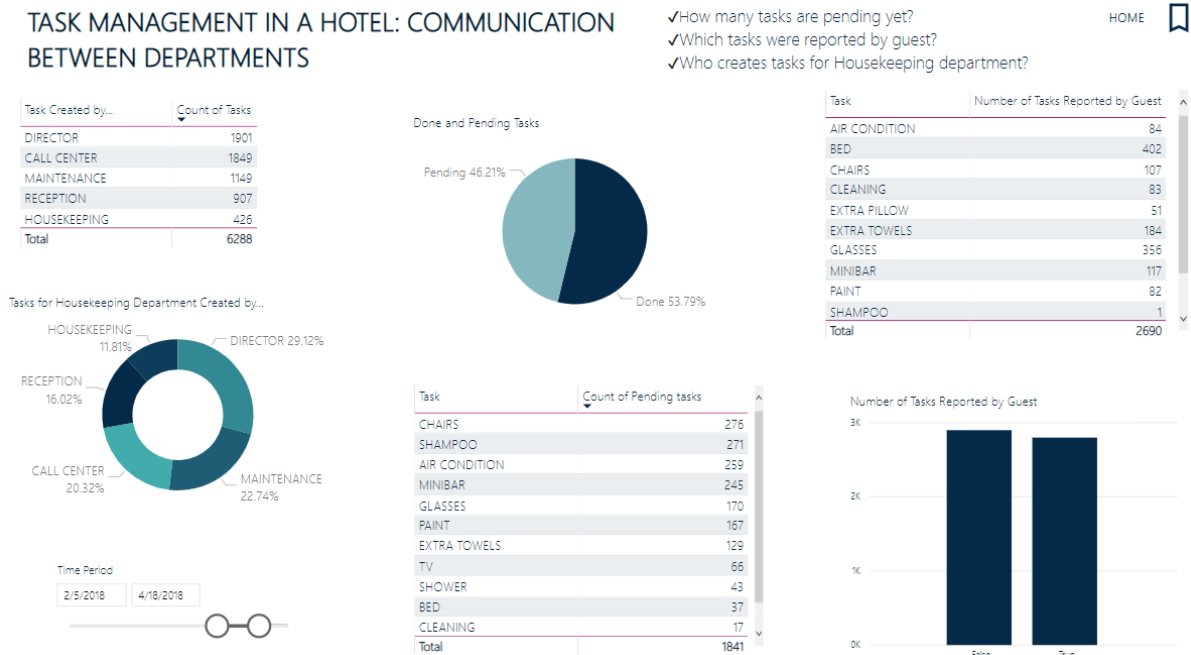 TASK MANAGEMENT IN A HOTEL: COMMUNICATION
BETWEEN DEPARTMENTS
✓How many tasks are pending yet?
✓Which tasks were reported by guest?
✓Who creates tasks for Housekeeping department?
HOME
Task Created by... Count of Tasks
DIRECTOR 1901
CALL CENTER 1849
MAINTENANCE 1149
RECEPTION 907
HOUSEKEEPING 426
Total 6288
Tasks for Housekeeping Department Created by...
HOUSEKEEPING
11.81%
DIRECTOR 29.12%
RECEPTION
16.02%
CALL CENTER
20.32%
MAINTENANCE
22.74%
Time Period
2/5/2018 4/18/2018
Done and Pending Tasks
Pending 46.21%
Done 53.79%
Task Count of Pending tasks
CHAIRS 276
SHAMPOO 271
AIR CONDITION 259
MINIBAR 245
GLASSES 170
PAINT 167
EXTRA TOWELS 129
TV 66
SHOWER 43
BED 37
CLEANING 17
Total 1841
Task Number of Tasks Reported by Guest
AIR CONDITION 84
BED 402
CHAIRS 107
CLEANING 83
EXTRA PILLOW 51
EXTRA TOWELS 184
GLASSES 356
MINIBAR 117
PAINT 82
SHAMPOO 1
Total 2690
Number of Tasks Reported by Guest
3K
2K
1K
0K
False True